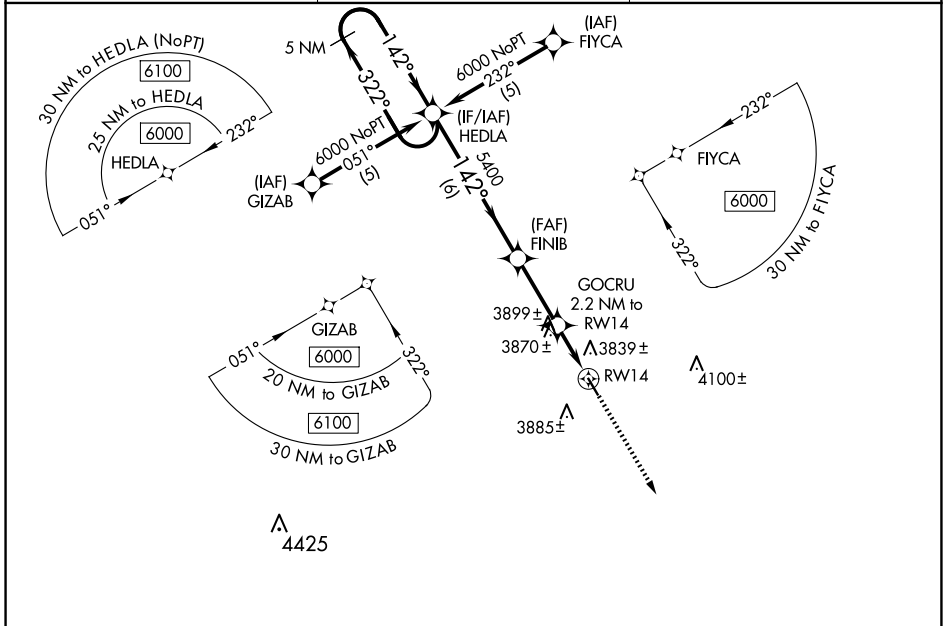 30 NM to HEDLA (NoPT)
6100
25 NM to HEDLA
6000
HEDLA
232°
051°
5 NM
142°
322°
(IAF)
FIYCA
6000 NoPT
232°
(5)
(IF/IAF)
HEDLA
6000 NoPT
051°
(5)
(IAF)
GIZAB
5400
142°
(6)
(FAF)
FINIB
232°
FIYCA
6000
322°
30 NM to FIYCA
GOCRU
2.2 NM to
RW14
3899±
3870±
3839±
RW14
4100±
3885±
GIZAB
051°
6000
322°
20 NM to GIZAB
6100
30 NM to GIZAB
4425